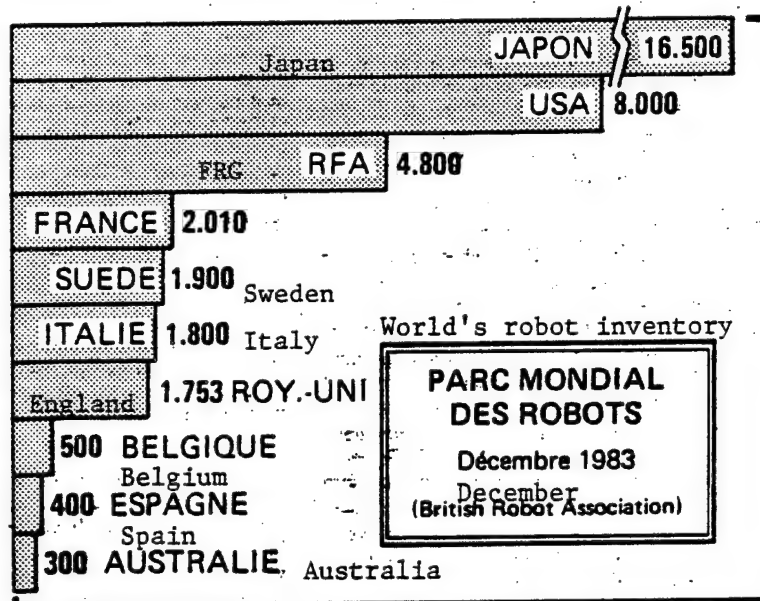 JAPON 16.500
Japan
USA 8.000
FRG RFA 4.800
FRANCE 2.010
SUEDE 1.900 Sweden
ITALIE 1.800 Italy
England 1.753 ROY.-UNI
500 BELGIQUE
Belgium
400 ESPAGNE
Spain
300 AUSTRALIE Australia
World's robot inventory
PARC MONDIAL
DES ROBOTS
Décembre 1983
December
(British Robot Association)